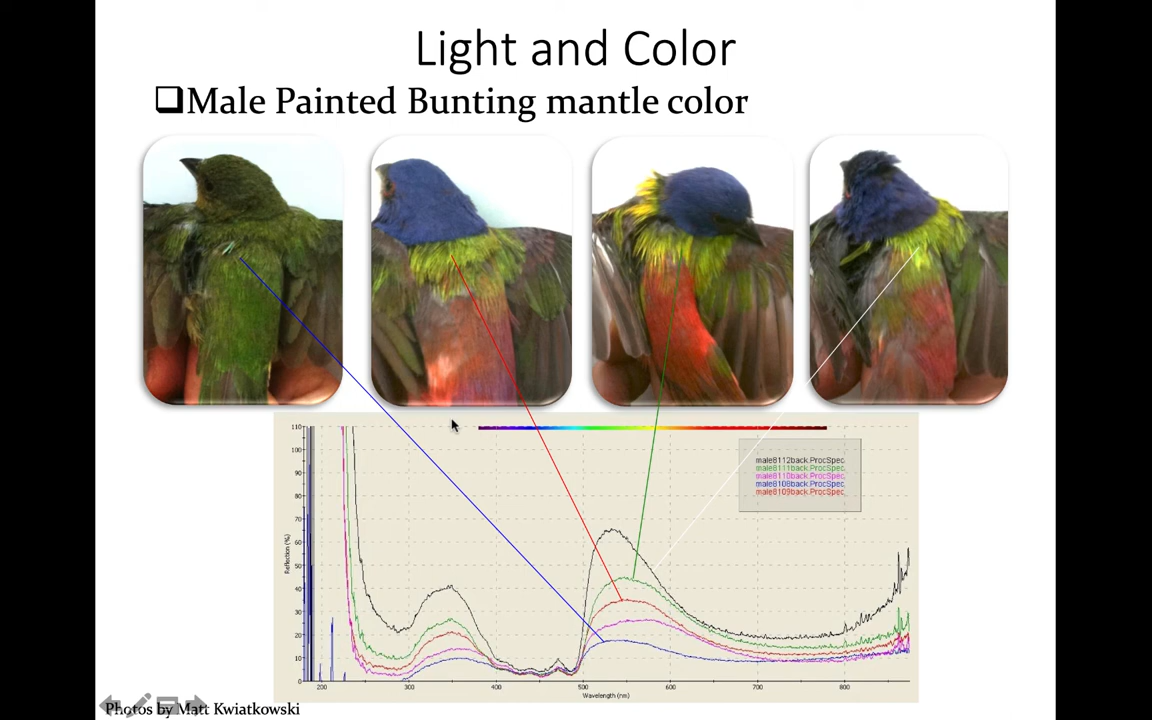 Light and Color
❑Male Painted Bunting mantle color
110
100
90
80
70
60
50
40
30
20
10
0
Reflection (%)
male8112back.ProcSpec
male8111back.ProcSpec
male8110back.ProcSpec
male8108back.ProcSpec
male8109back.ProcSpec
200 300 400 500 600 700 800
Wavelength (nm)
Photos by Matt Kwiatkowski